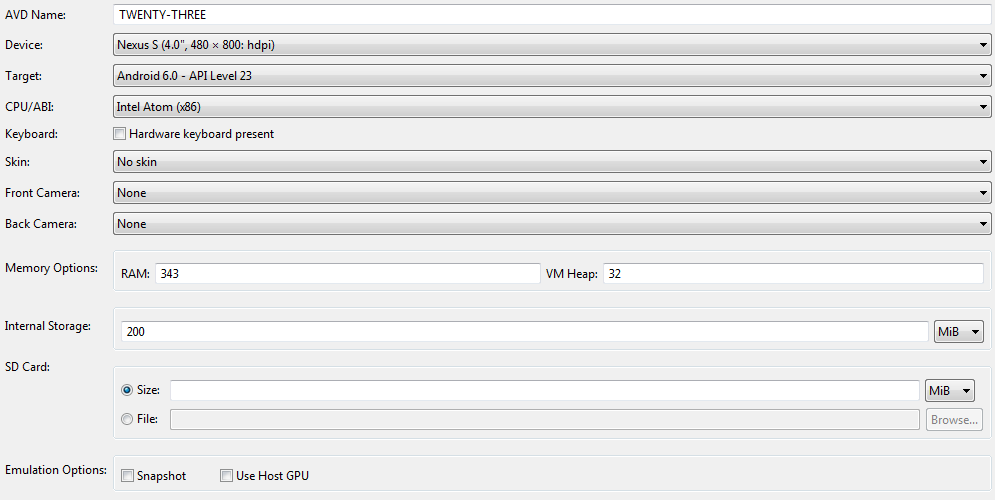 AVD Name: TWENTY-THREE
Device: Nexus S (4.0", 480 × 800: hdpi)
Target: Android 6.0 - API Level 23
CPU/ABI: Intel Atom (x86)
Keyboard: Hardware keyboard present
Skin: No skin
Front Camera: None
Back Camera: None
Memory Options: RAM: 343 VM Heap: 32
Internal Storage: 200 MiB
SD Card:
Size: MiB
File: Browse...
Emulation Options: Snapshot Use Host GPU